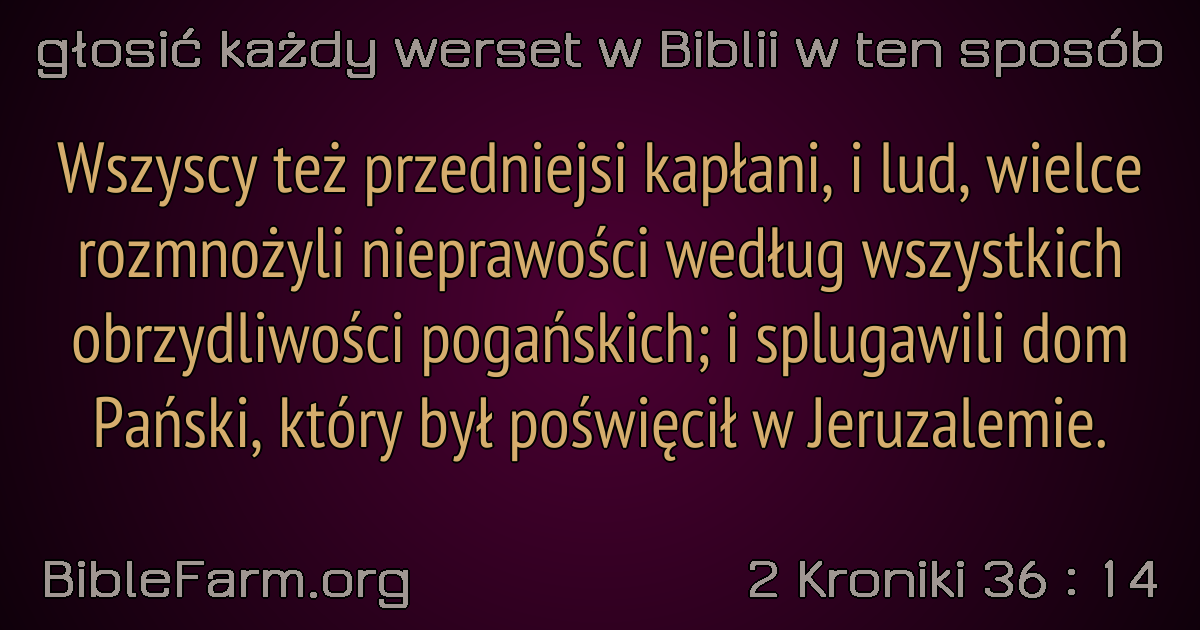 głosić każdy werset w Biblii w ten sposób
Wszyscy też przedniejsi kapłani, i lud, wielce
rozmnożyli nieprawości według wszystkich
obrzydliwości pogańskich; i splugawili dom
Pański, który był poświęcił w Jeruzalemie.
BibleFarm.org
2 Kroniki 36 : 14